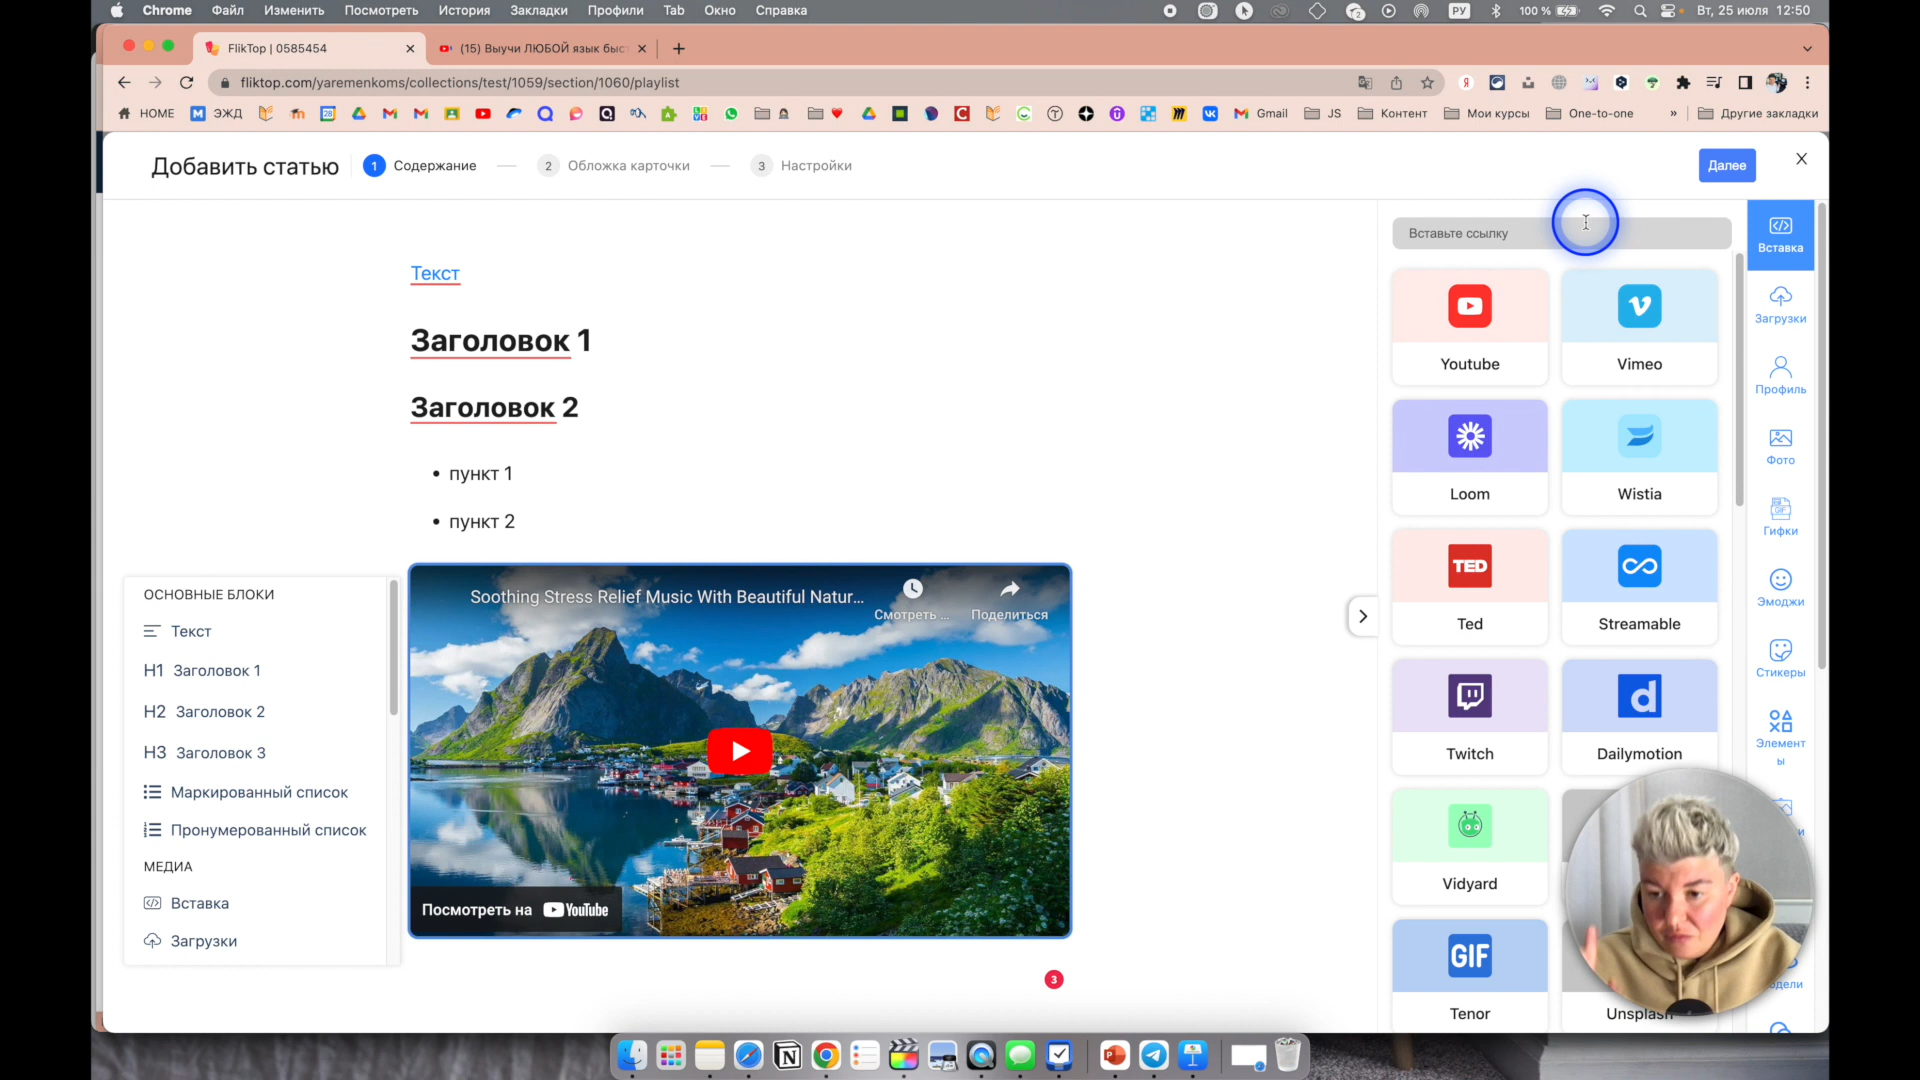 Chrome Файл Изменить Посмотреть История Закладки Профили Tab Окно Справка
2
РУ
100 %
Вт, 25 июля 12:50
FlikTop | 0585454
(15) Выучи ЛЮБОЙ язык быс
fliktop.com/yaremenkoms/collections/test/1059/section/1060/playlist
HOME
ЭЖД
Gmail
JS
Контент
Мои курсы
One-to-one
»
Другие закладки
Добавить статью
1 Содержание
2 Обложка карточки
3 Настройки
Далее
Текст
Заголовок 1
Заголовок 2
• пункт 1
• пункт 2
Soothing Stress Relief Music With Beautiful Natur...
Смотреть ...
Поделиться
Посмотреть на YouTube
3
ОСНОВНЫЕ БЛОКИ
Текст
H1 Заголовок 1
H2 Заголовок 2
H3 Заголовок 3
Маркированный список
Пронумерованный список
МЕДИА
Вставка
Загрузки
Вставьте ссылку
Youtube
Vimeo
Loom
Wistia
TED
Ted
Streamable
Twitch
Dailymotion
Vidyard
GIF
Tenor
Unsplash
Вставка
Загрузки
Профиль
Фото
GIF
Гифки
Эмоджи
Стикеры
Элемент
ы